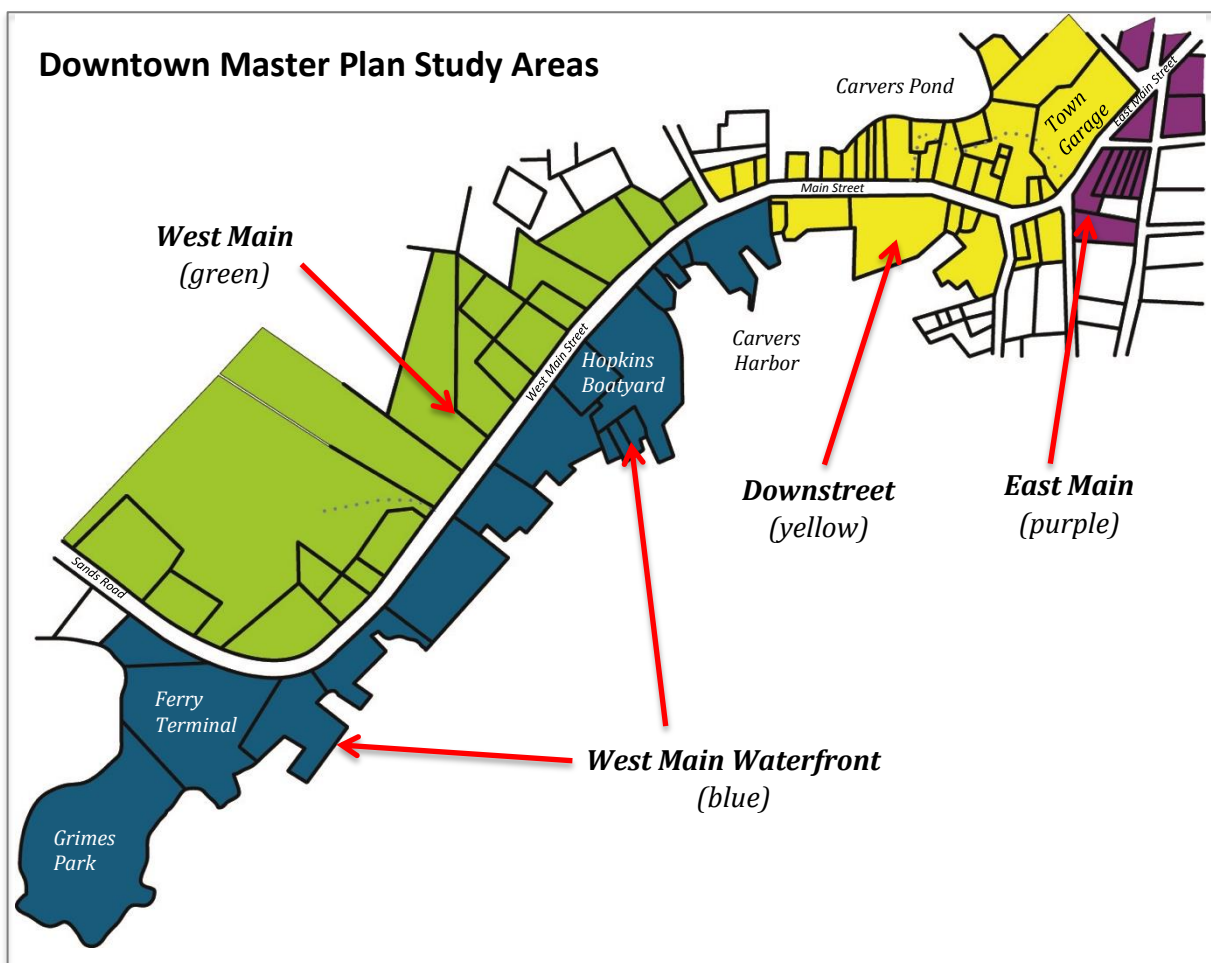 Downtown Master Plan Study Areas
Carvers Pond
Town
Garage
East Main Street
Main Street
West Main
(green)
West Main Street
Hopkins
Boatyard
Carvers
Harbor
Downstreet
(yellow)
East Main
(purple)
Sands Road
Ferry
Terminal
West Main Waterfront
(blue)
Grimes
Park